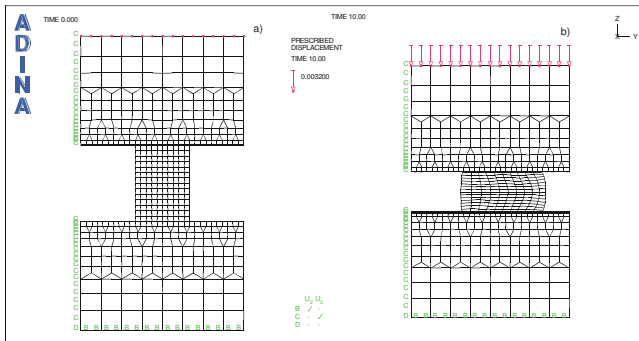 ADINA
TIME 0.000
a)
PRESCRIBED
DISPLACEMENT
TIME 10.00
0.003200
TIME 10.00
b)
Z
X Y
U2 U3
B ✓ -
C - ✓
D - -
D B B B B B B B B
D B B B B B B B B B B B